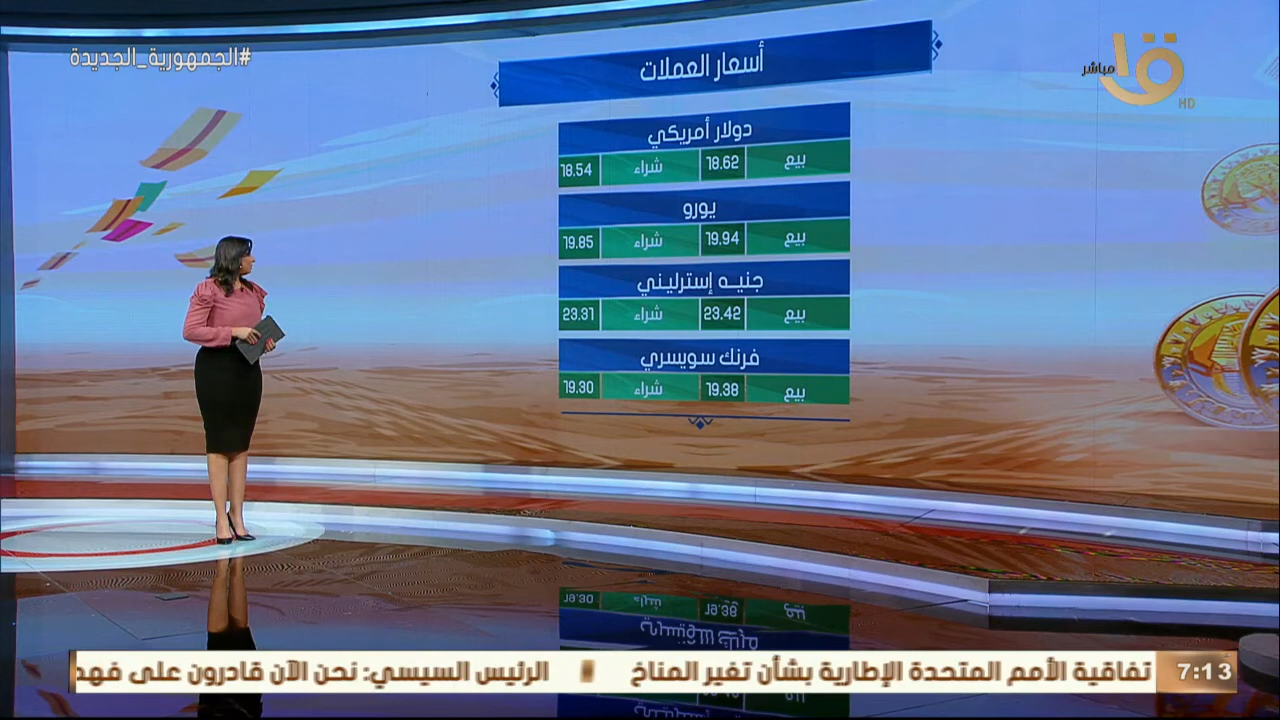 #الجمهورية_الجديدة
مباشر
HD
أسعار العملات
دولار أمريكي
بيع 18.62 شراء 18.54
يورو
بيع 19.94 شراء 19.85
جنيه إسترليني
بيع 23.42 شراء 23.31
فرنك سويسري
بيع 19.38 شراء 19.30
7:13 تفاقية الأمم المتحدة الإطارية بشأن تغير المناخ الرئيس السيسي: نحن الآن قادرون على فهد